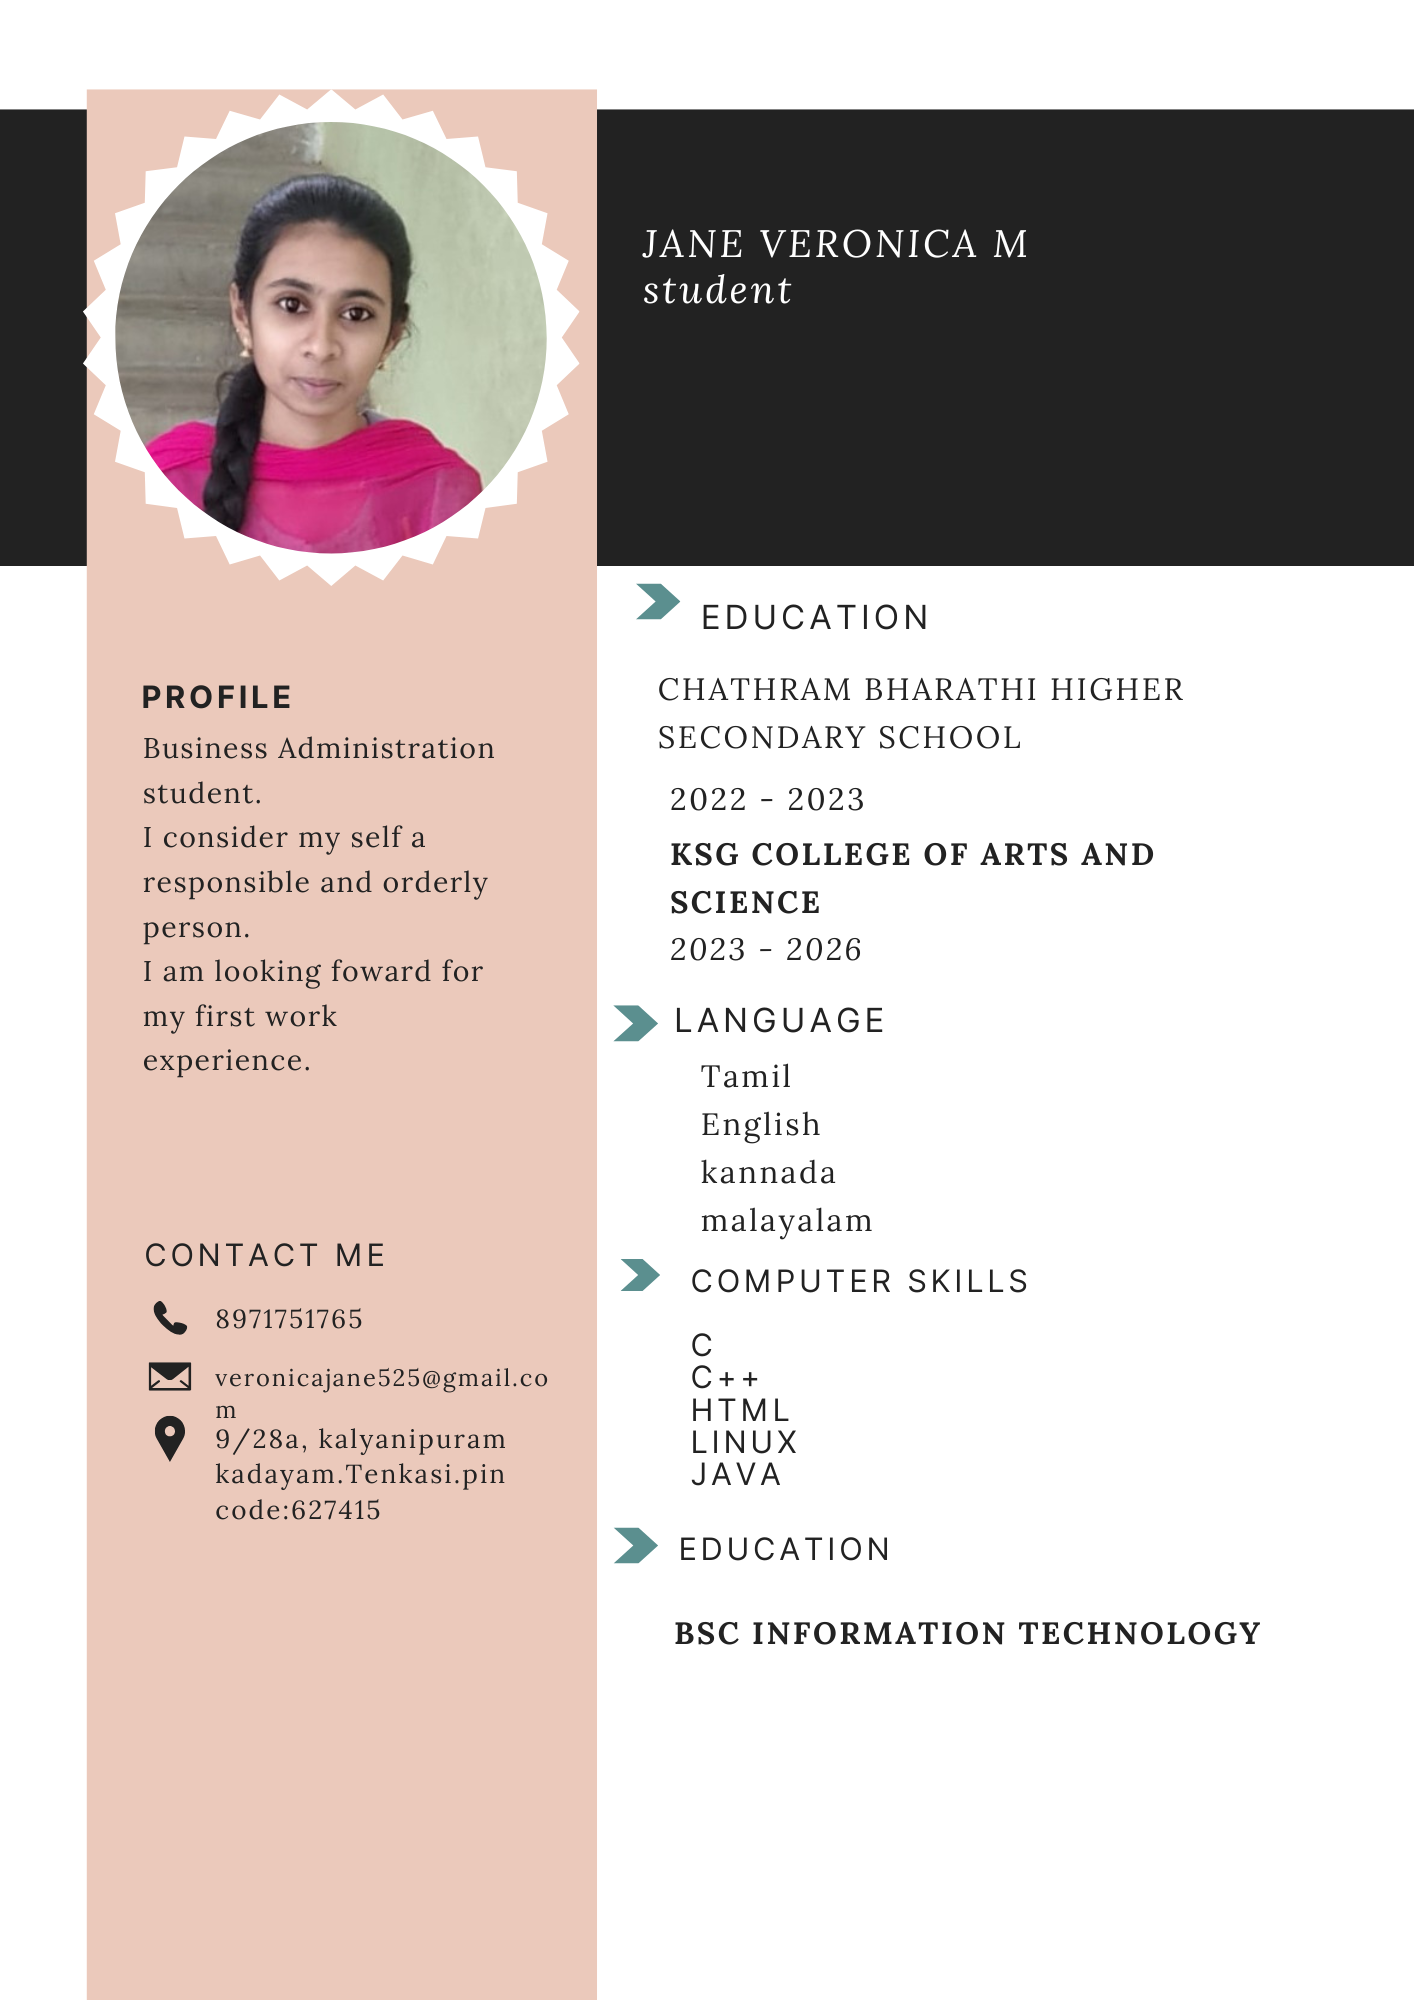 JANE VERONICA M
student
PROFILE
Business Administration
student.
I consider my self a
responsible and orderly
person.
I am looking foward for
my first work
experience.
CONTACT ME
8971751765
veronicajane525@gmail.co
m
9/28a, kalyanipuram
kadayam.Tenkasi.pin
code:627415
EDUCATION
CHATHRAM BHARATHI HIGHER
SECONDARY SCHOOL
2022 - 2023
KSG COLLEGE OF ARTS AND
SCIENCE
2023 - 2026
LANGUAGE
Tamil
English
kannada
malayalam
COMPUTER SKILLS
C
C++
HTML
LINUX
JAVA
EDUCATION
BSC INFORMATION TECHNOLOGY